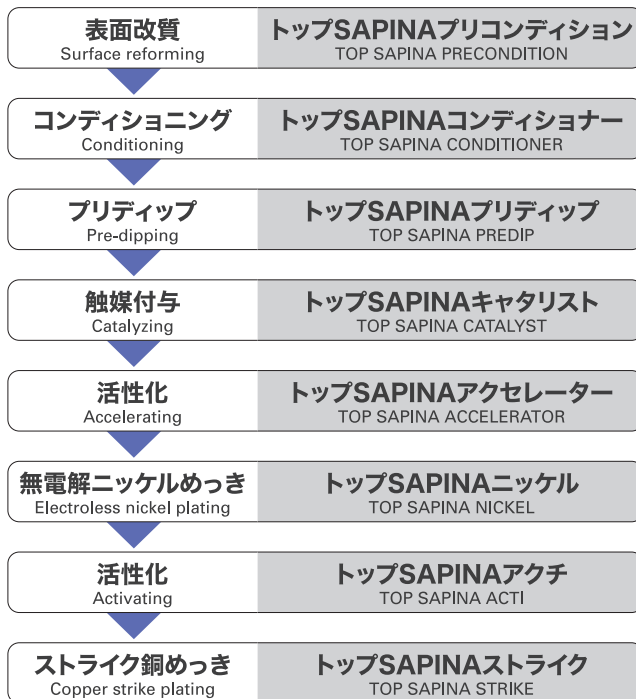 表面改質
Surface reforming
トップSAPINAプリコンディション
TOP SAPINA PRECONDITION
コンディショニング
Conditioning
トップSAPINAコンディショナー
TOP SAPINA CONDITIONER
プリディップ
Pre-dipping
トップSAPINAプリディップ
TOP SAPINA PREDIP
触媒付与
Catalyzing
トップSAPINAキャタリスト
TOP SAPINA CATALYST
活性化
Accelerating
トップSAPINAアクセレーター
TOP SAPINA ACCELERATOR
無電解ニッケルめっき
Electroless nickel plating
トップSAPINAニッケル
TOP SAPINA NICKEL
活性化
Activating
トップSAPINAアクチ
TOP SAPINA ACTI
ストライク銅めっき
Copper strike plating
トップSAPINAストライク
TOP SAPINA STRIKE